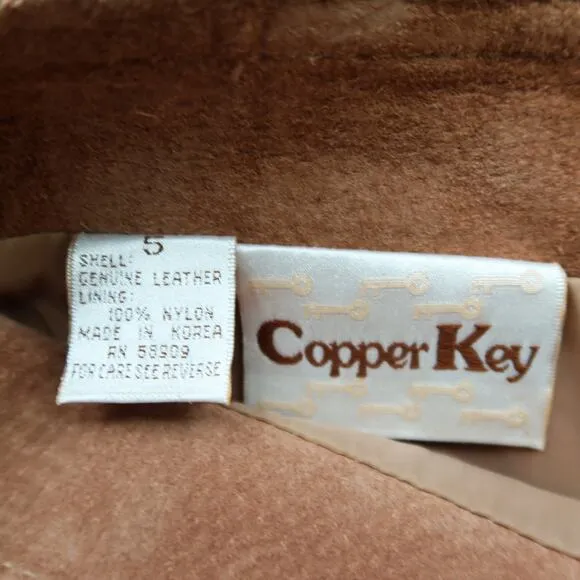 5
SHELL:
GENUINE LEATHER
LINING:
100% NYLON
MADE IN KOREA
RN 58909
FOR CARE SEE REVERSE
Copper Key